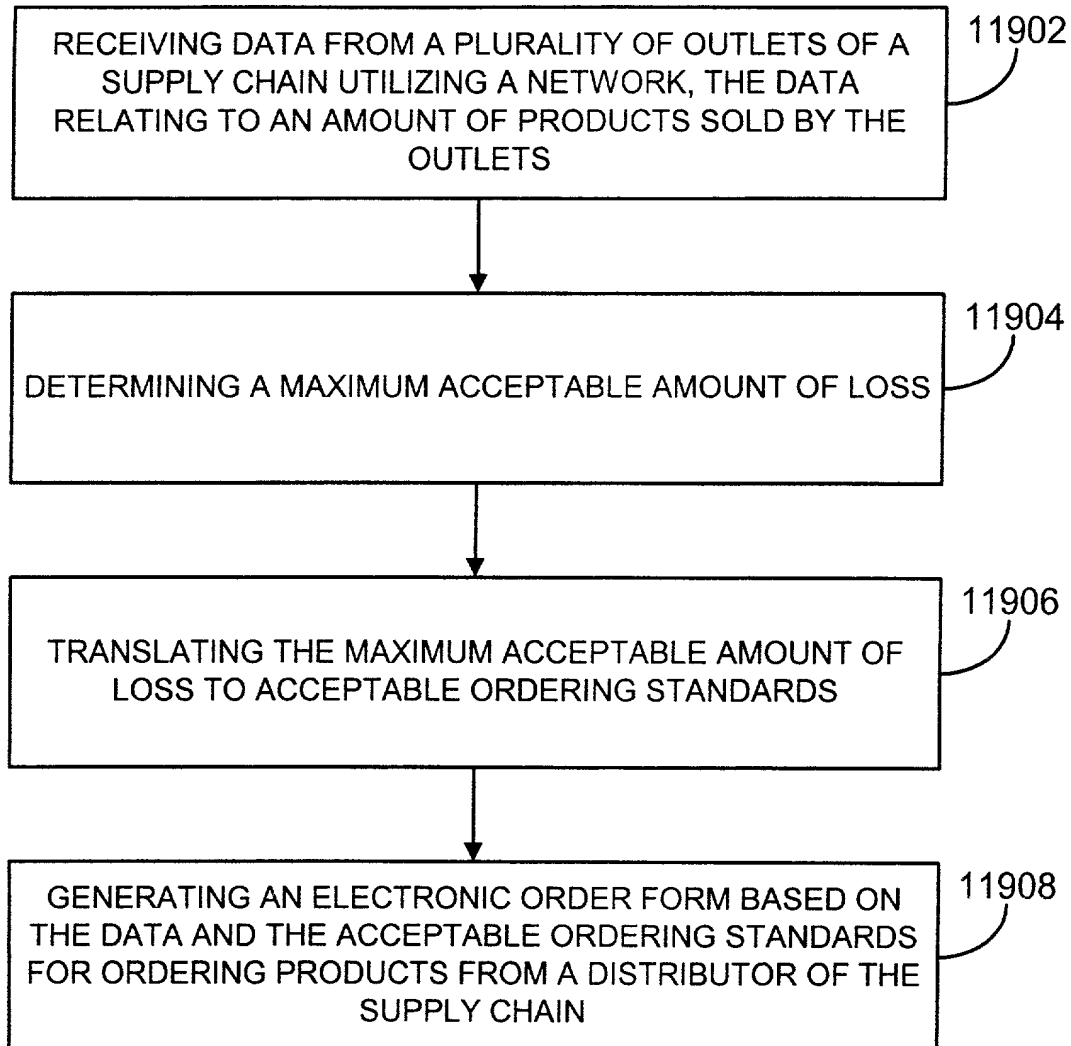 RECEIVING DATA FROM A PLURALITY OF OUTLETS OF A
SUPPLY CHAIN UTILIZING A NETWORK, THE DATA
RELATING TO AN AMOUNT OF PRODUCTS SOLD BY THE
OUTLETS
11902
DETERMINING A MAXIMUM ACCEPTABLE AMOUNT OF LOSS
11904
TRANSLATING THE MAXIMUM ACCEPTABLE AMOUNT OF
LOSS TO ACCEPTABLE ORDERING STANDARDS
11906
GENERATING AN ELECTRONIC ORDER FORM BASED ON
THE DATA AND THE ACCEPTABLE ORDERING STANDARDS
FOR ORDERING PRODUCTS FROM A DISTRIBUTOR OF THE
SUPPLY CHAIN
11908